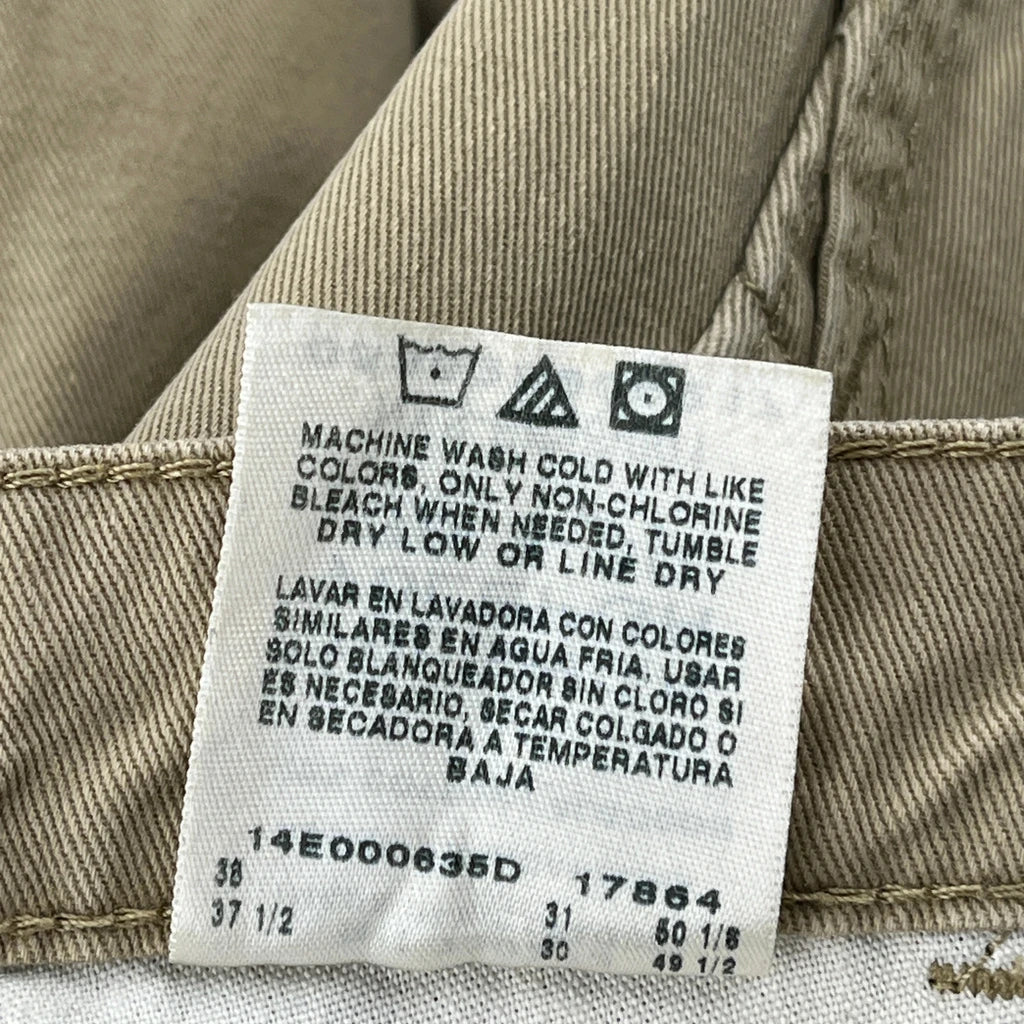 MACHINE WASH COLD WITH LIKE
COLORS, ONLY NON-CHLORINE
BLEACH WHEN NEEDED, TUMBLE
DRY LOW OR LINE DRY
LAVAR EN LAVADORA CON COLORES
SIMILARES EN AGUA FRIA, USAR
SOLO BLANQUEADOR SIN CLORO SI
ES NECESARIO, SECAR COLGADO O
EN SECADORA A TEMPERATURA
BAJA
14E000635D 17864
38 31 50 1/8
37 1/2 30 49 1/2